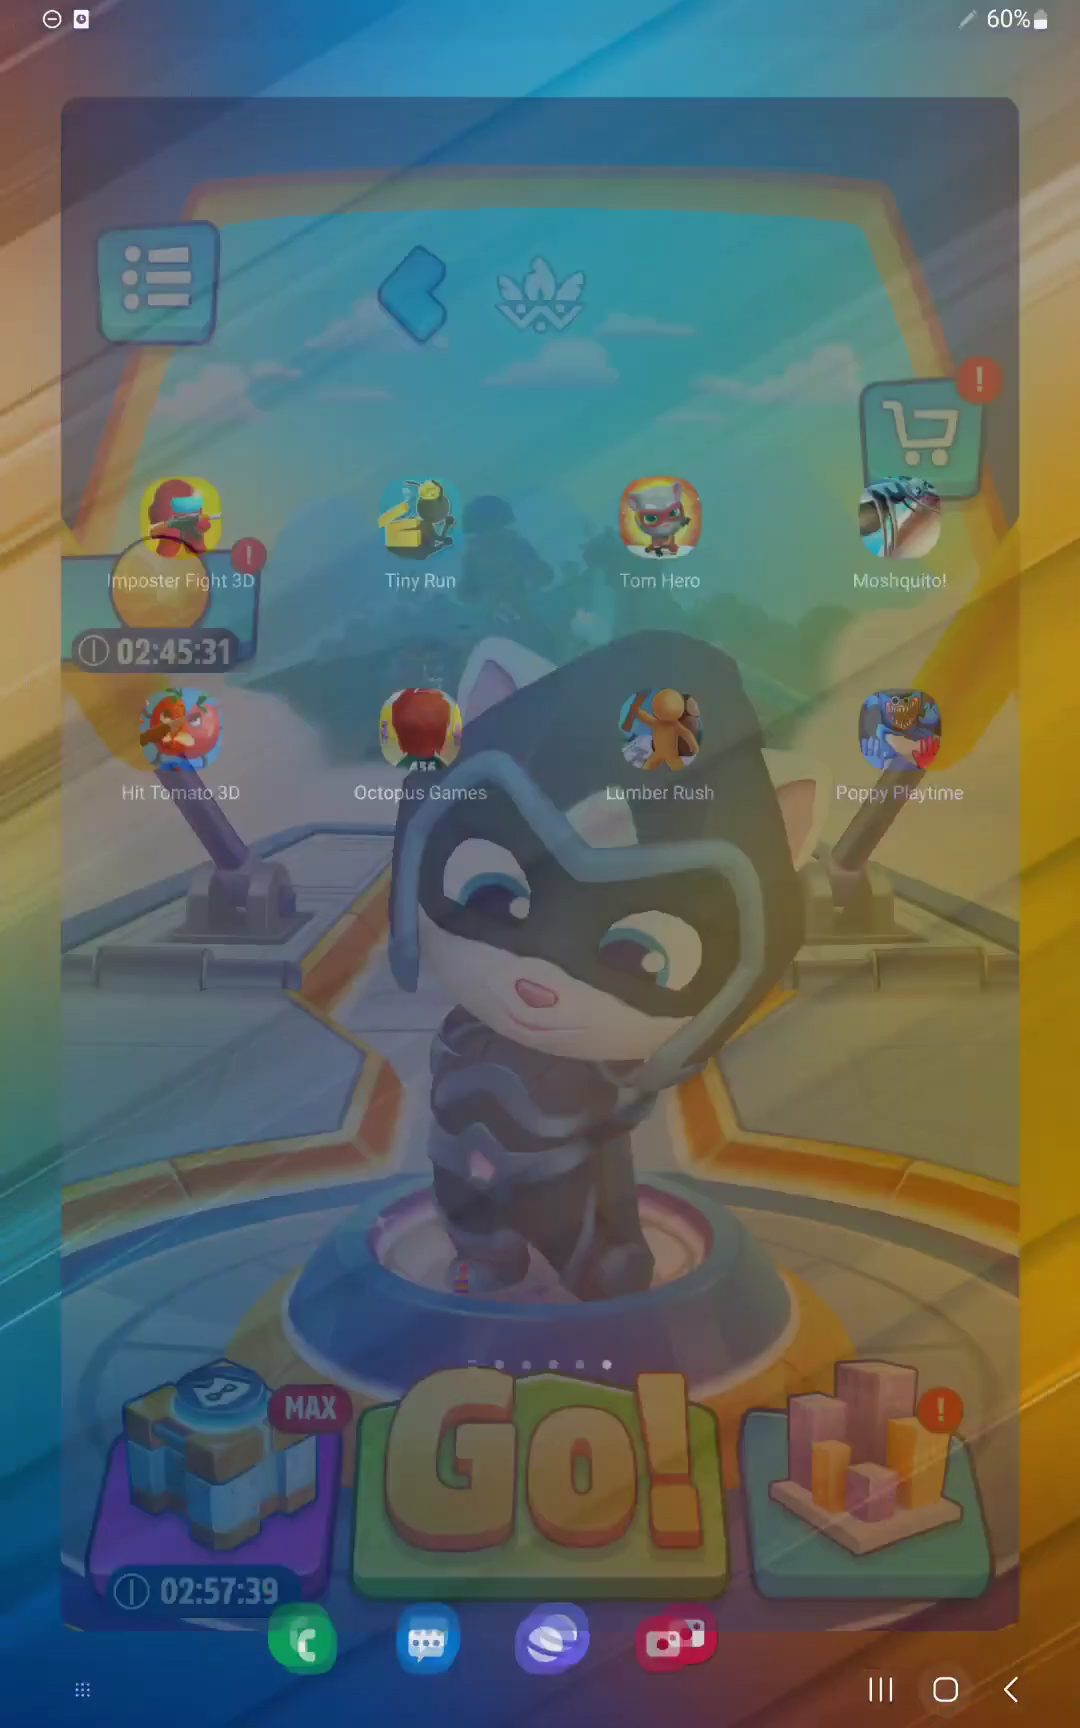 60%
!
Imposter Fight 3D
Tiny Run
Tom Hero
Moshquito!
!
02:45:31
456
Hit Tomato 3D
Octopus Games
Lumber Rush
Poppy Playtime
MAX
GO!
!
02:57:39